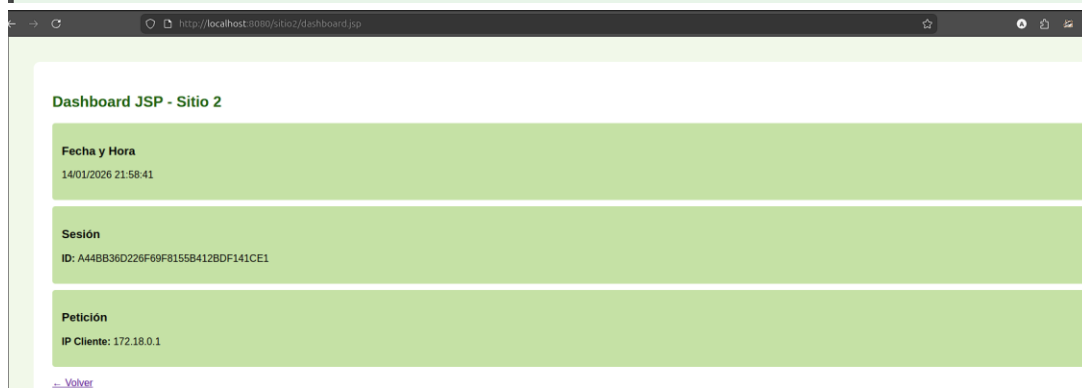 http://localhost:8080/sitio2/dashboard.jsp
Dashboard JSP - Sitio 2
Fecha y Hora
14/01/2026 21:58:41
Sesión
ID: A44BB36D226F69F8155B412BDF141CE1
Petición
IP Cliente: 172.18.0.1
← Volver